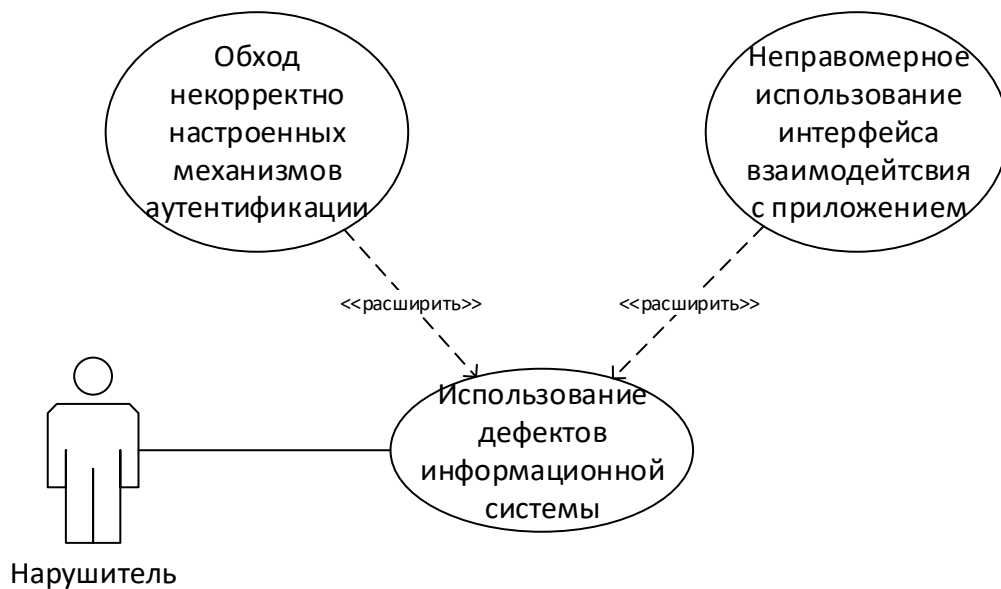 Обход
некорректно
настроенных
механизмов
аутентификации
Неправомерное
использование
интерфейса
взаимодейтсвия
с приложением
<<расширить>>
<<расширить>>
Использование
дефектов
информационной
системы
Нарушитель